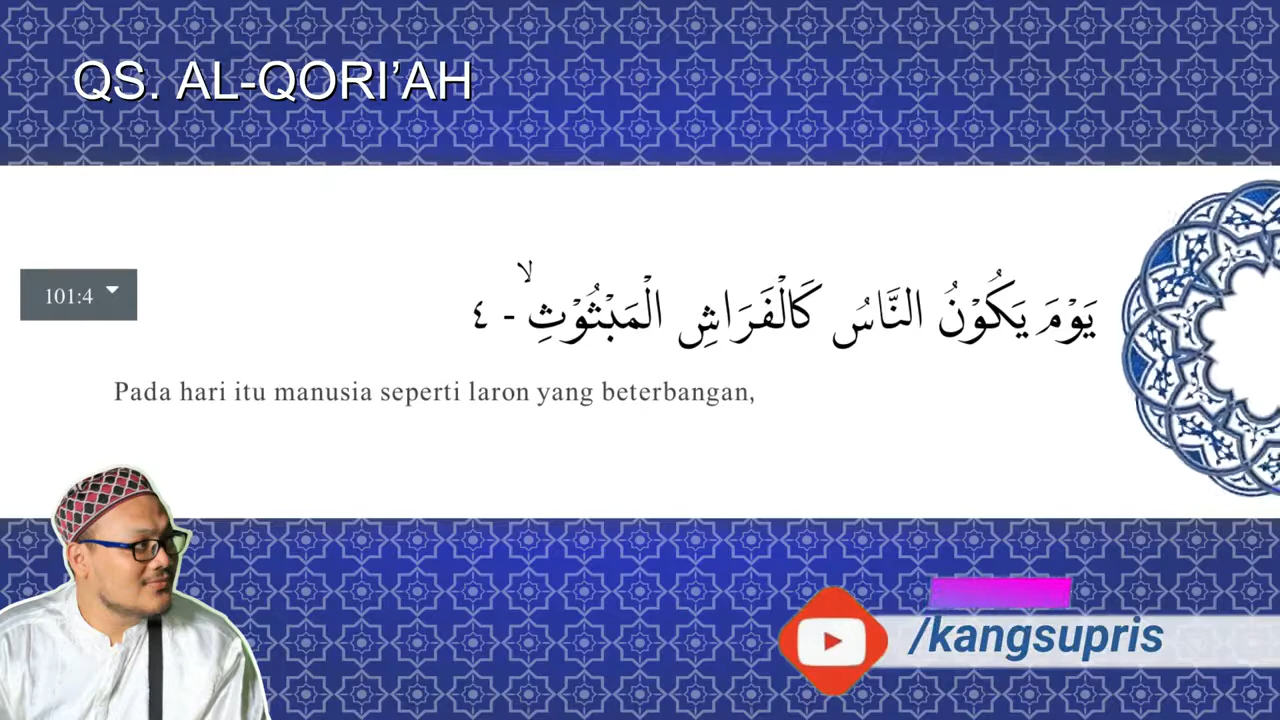 QS. AL-QORI’AH
101:4
يَوْمَ يَكُوْنُ النَّاسُ كَالْفَرَاشِ الْمَبْثُوْثِۙ - ٤
Pada hari itu manusia seperti laron yang beterbangan,
/kangsupris